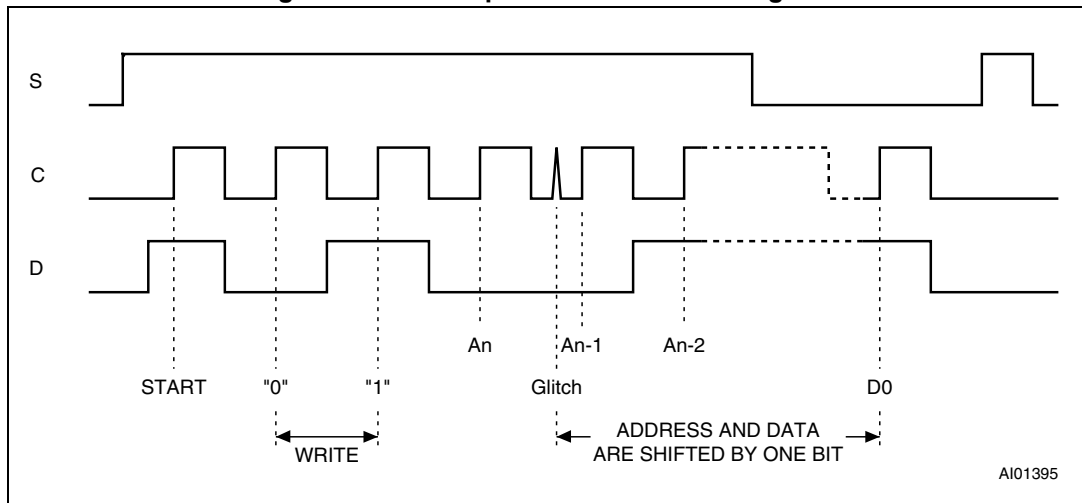 S
C
D
An An-1 An-2
START "0" "1" Glitch D0
WRITE
ADDRESS AND DATA
ARE SHIFTED BY ONE BIT
AI01395